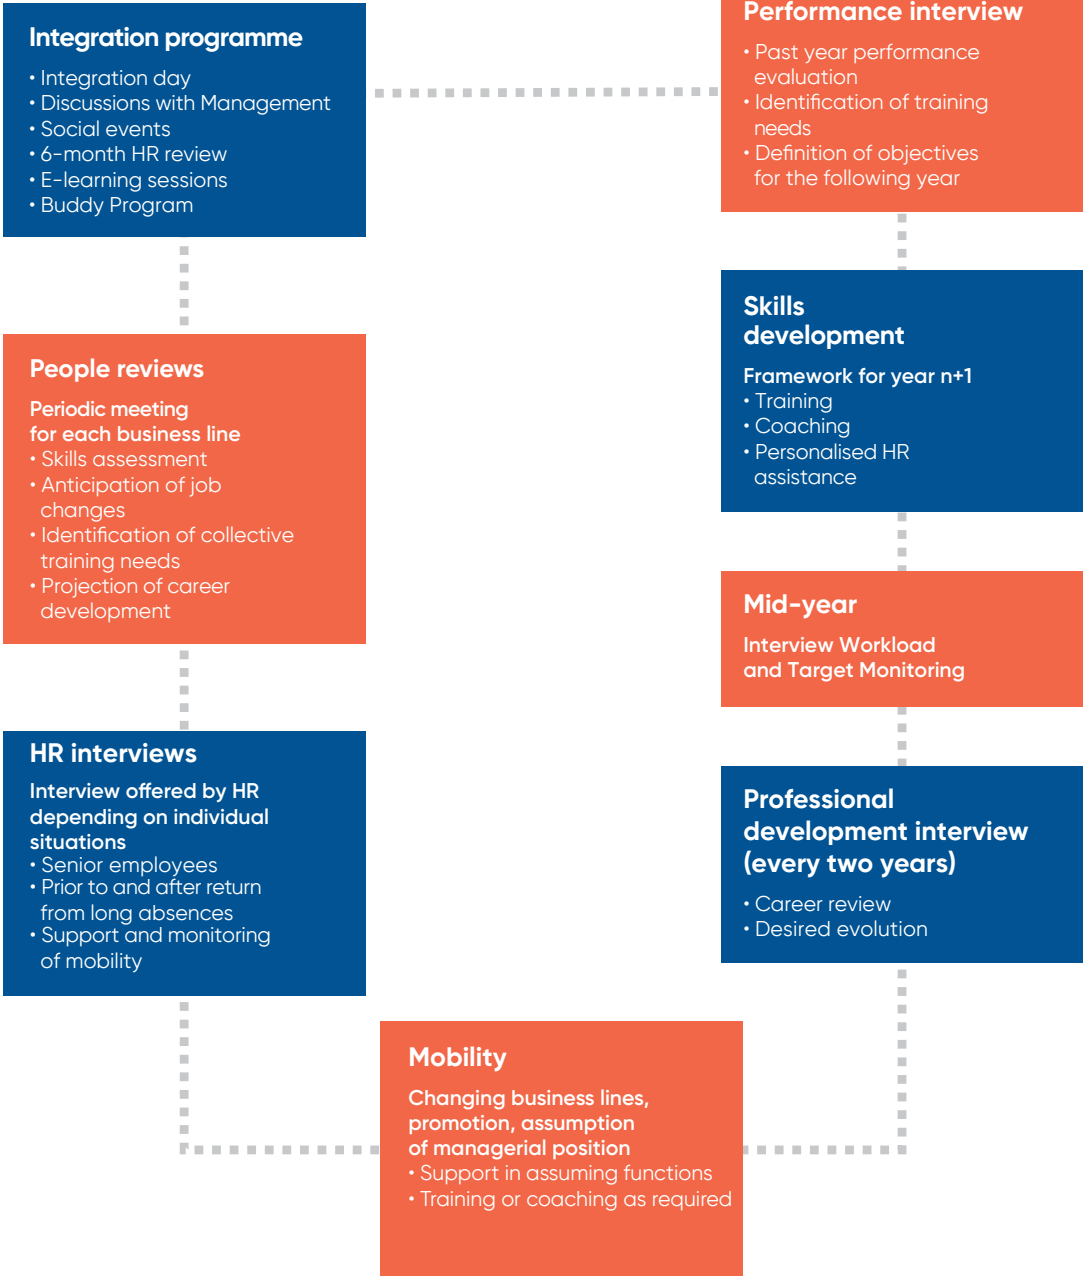 Integration programme
• Integration day
• Discussions with Management
• Social events
• 6-month HR review
• E-learning sessions
• Buddy Program
Performance interview
• Past year performance
evaluation
• Identification of training
needs
• Definition of objectives
for the following year
People reviews
Periodic meeting
for each business line
• Skills assessment
• Anticipation of job
changes
• Identification of collective
training needs
• Projection of career
development
Skills
development
Framework for year n+1
• Training
• Coaching
• Personalised HR
assistance
Mid-year
Interview Workload
and Target Monitoring
HR interviews
Interview offered by HR
depending on individual
situations
• Senior employees
• Prior to and after return
from long absences
• Support and monitoring
of mobility
Professional
development interview
(every two years)
• Career review
• Desired evolution
Mobility
Changing business lines,
promotion, assumption
of managerial position
• Support in assuming functions
• Training or coaching as required